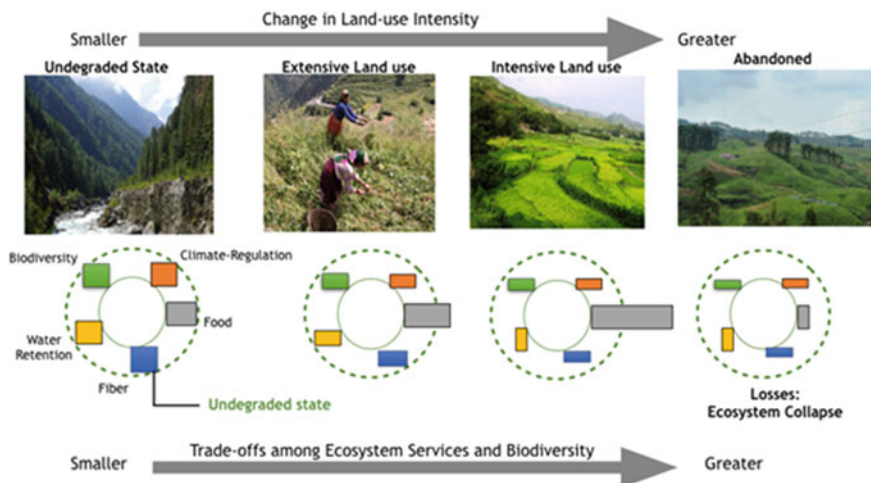 Change in Land-use Intensity
Smaller
Greater
Undegraded State
Extensive Land use
Intensive Land use
Abandoned
Biodiversity
Climate-Regulation
Food
Water
Retention
Fiber
Undegraded state
Losses:
Ecosystem Collapse
Trade-offs among Ecosystem Services and Biodiversity
Smaller
Greater